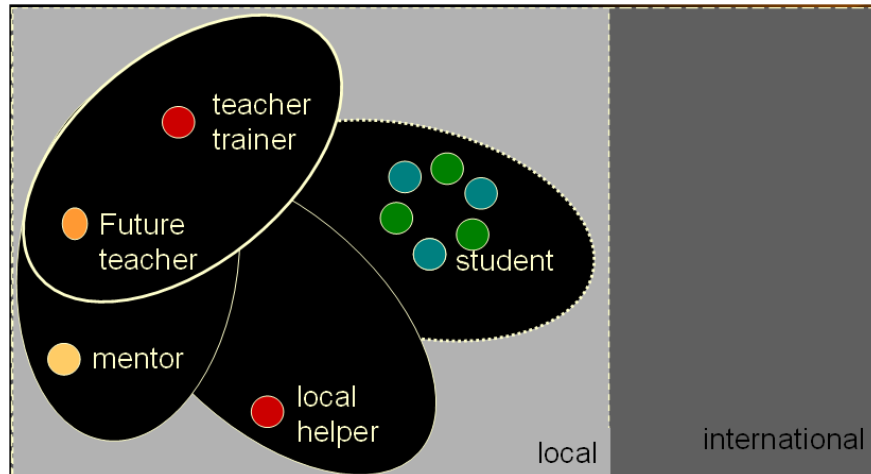 teacher
trainer
Future
teacher
student
mentor
local
helper
local
international